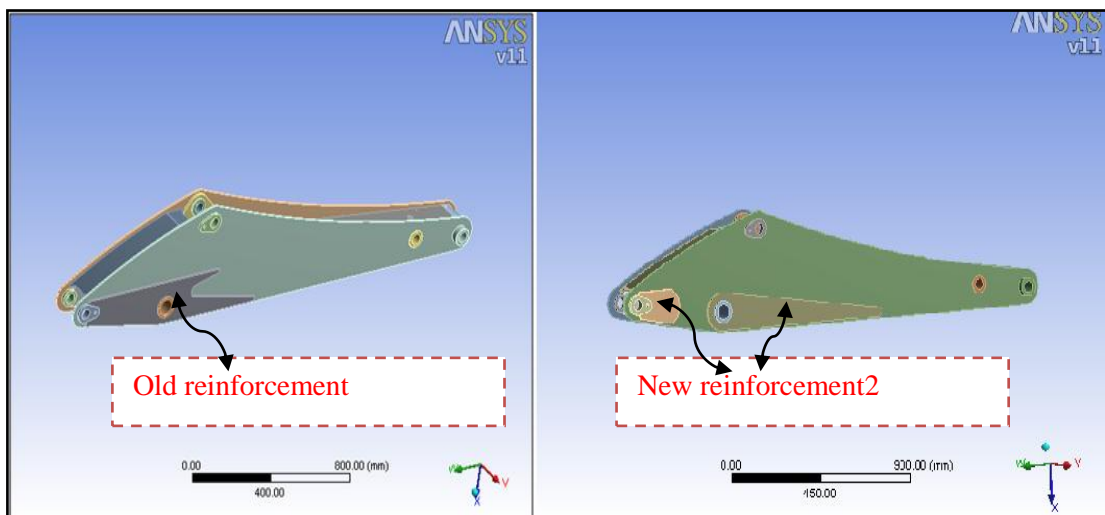 ANSYS
v11
Old reinforcement
0.00
800.00 (mm)
400.00
X
ANSYS
v11
New reinforcement2
0.00
900.00 (mm)
450.00
X